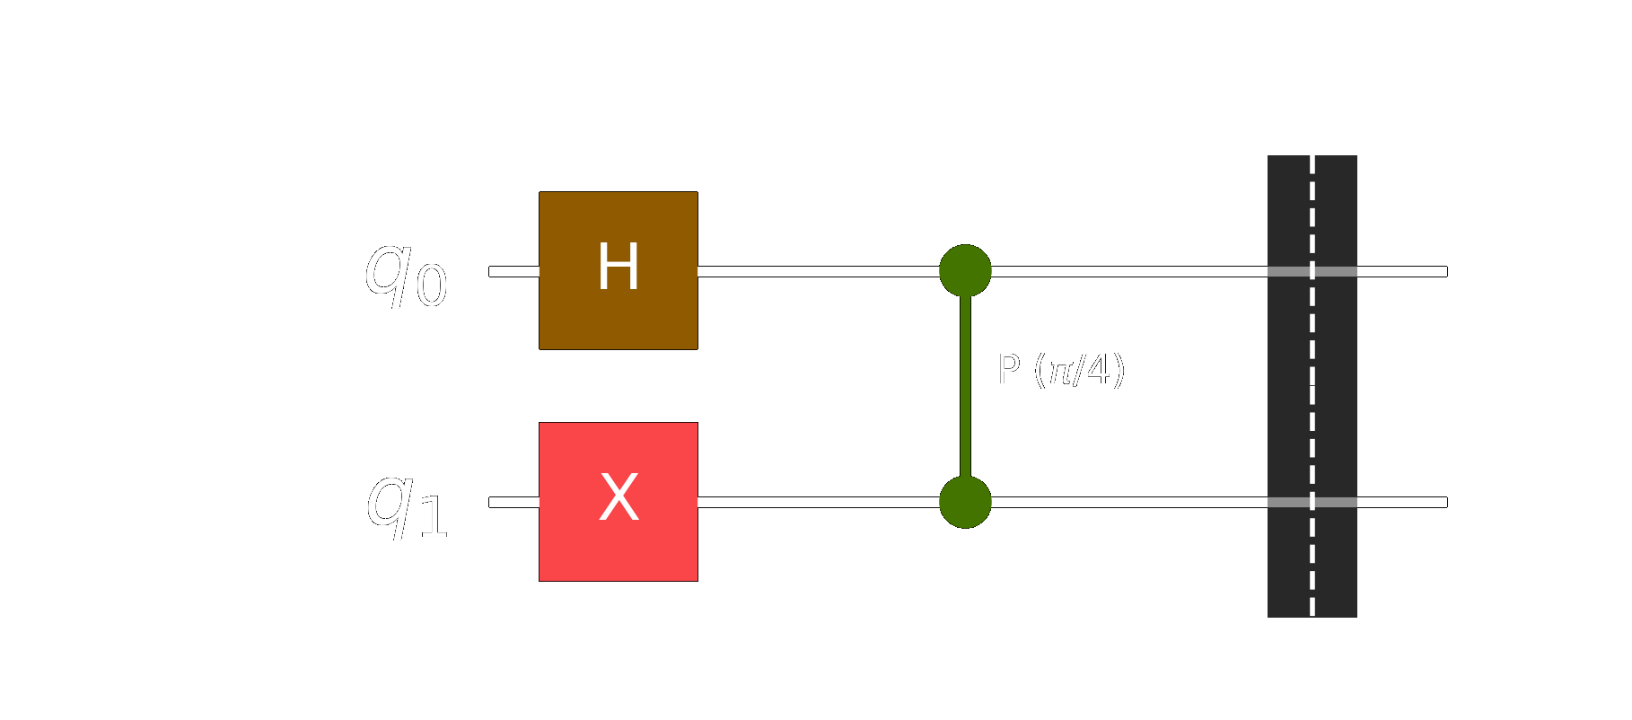 q0 H
P (π/4)
q1 X